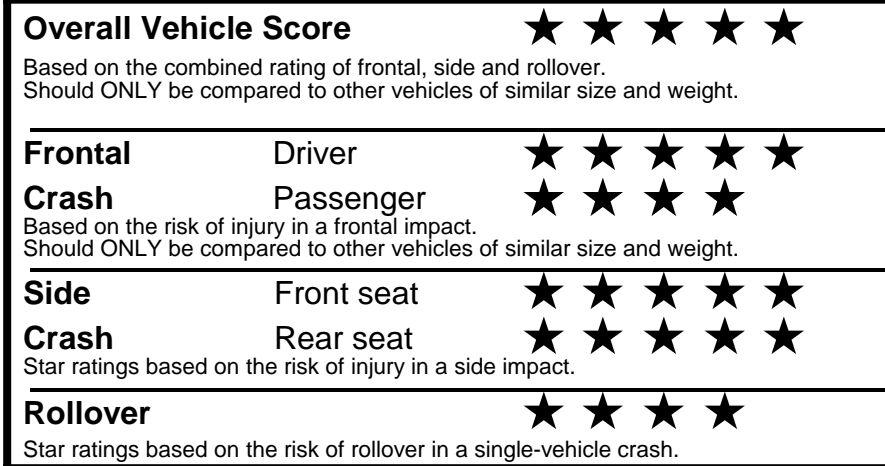 Overall Vehicle Score ★ ★ ★ ★ ★
Based on the combined rating of frontal, side and rollover.
Should ONLY be compared to other vehicles of similar size and weight.
Frontal Driver ★ ★ ★ ★ ★
Crash Passenger ★ ★ ★ ★
Based on the risk of injury in a frontal impact.
Should ONLY be compared to other vehicles of similar size and weight.
Side Front seat ★ ★ ★ ★ ★
Crash Rear seat ★ ★ ★ ★ ★
Star ratings based on the risk of injury in a side impact.
Rollover ★ ★ ★ ★
Star ratings based on the risk of rollover in a single-vehicle crash.